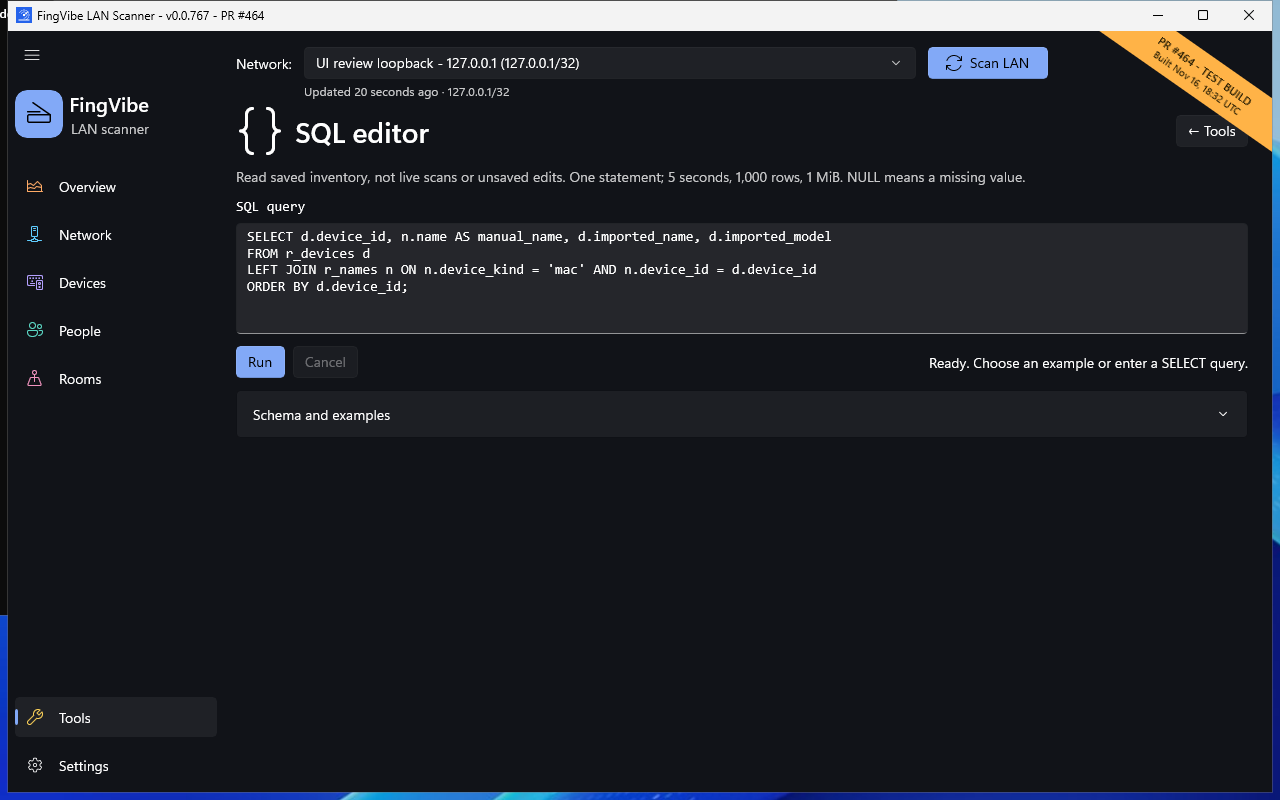 FingVibe LAN Scanner - v0.0.767 - PR #464
Network:
UI review loopback - 127.0.0.1 (127.0.0.1/32)
Scan LAN
Updated 20 seconds ago · 127.0.0.1/32
PR #464 - TEST BUILD
Built Nov 16, 18:32 UTC
FingVibe
LAN scanner
Overview
Network
Devices
People
Rooms
Tools
Settings
{ } SQL editor
← Tools
Read saved inventory, not live scans or unsaved edits. One statement; 5 seconds, 1,000 rows, 1 MiB. NULL means a missing value.
SQL query
SELECT d.device_id, n.name AS manual_name, d.imported_name, d.imported_model
FROM r_devices d
LEFT JOIN r_names n ON n.device_kind = 'mac' AND n.device_id = d.device_id
ORDER BY d.device_id;
Run
Cancel
Ready. Choose an example or enter a SELECT query.
Schema and examples